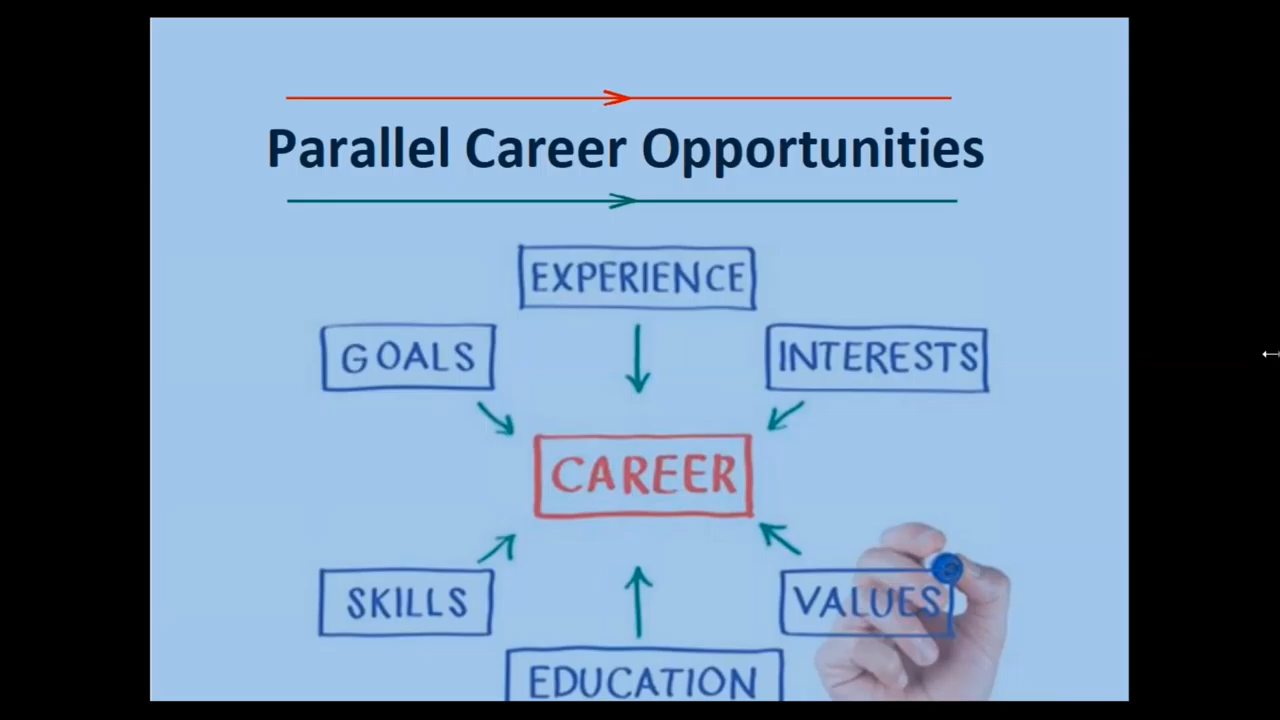 Parallel Career Opportunities
EXPERIENCE
GOALS
INTERESTS
CAREER
SKILLS
VALUES
EDUCATION